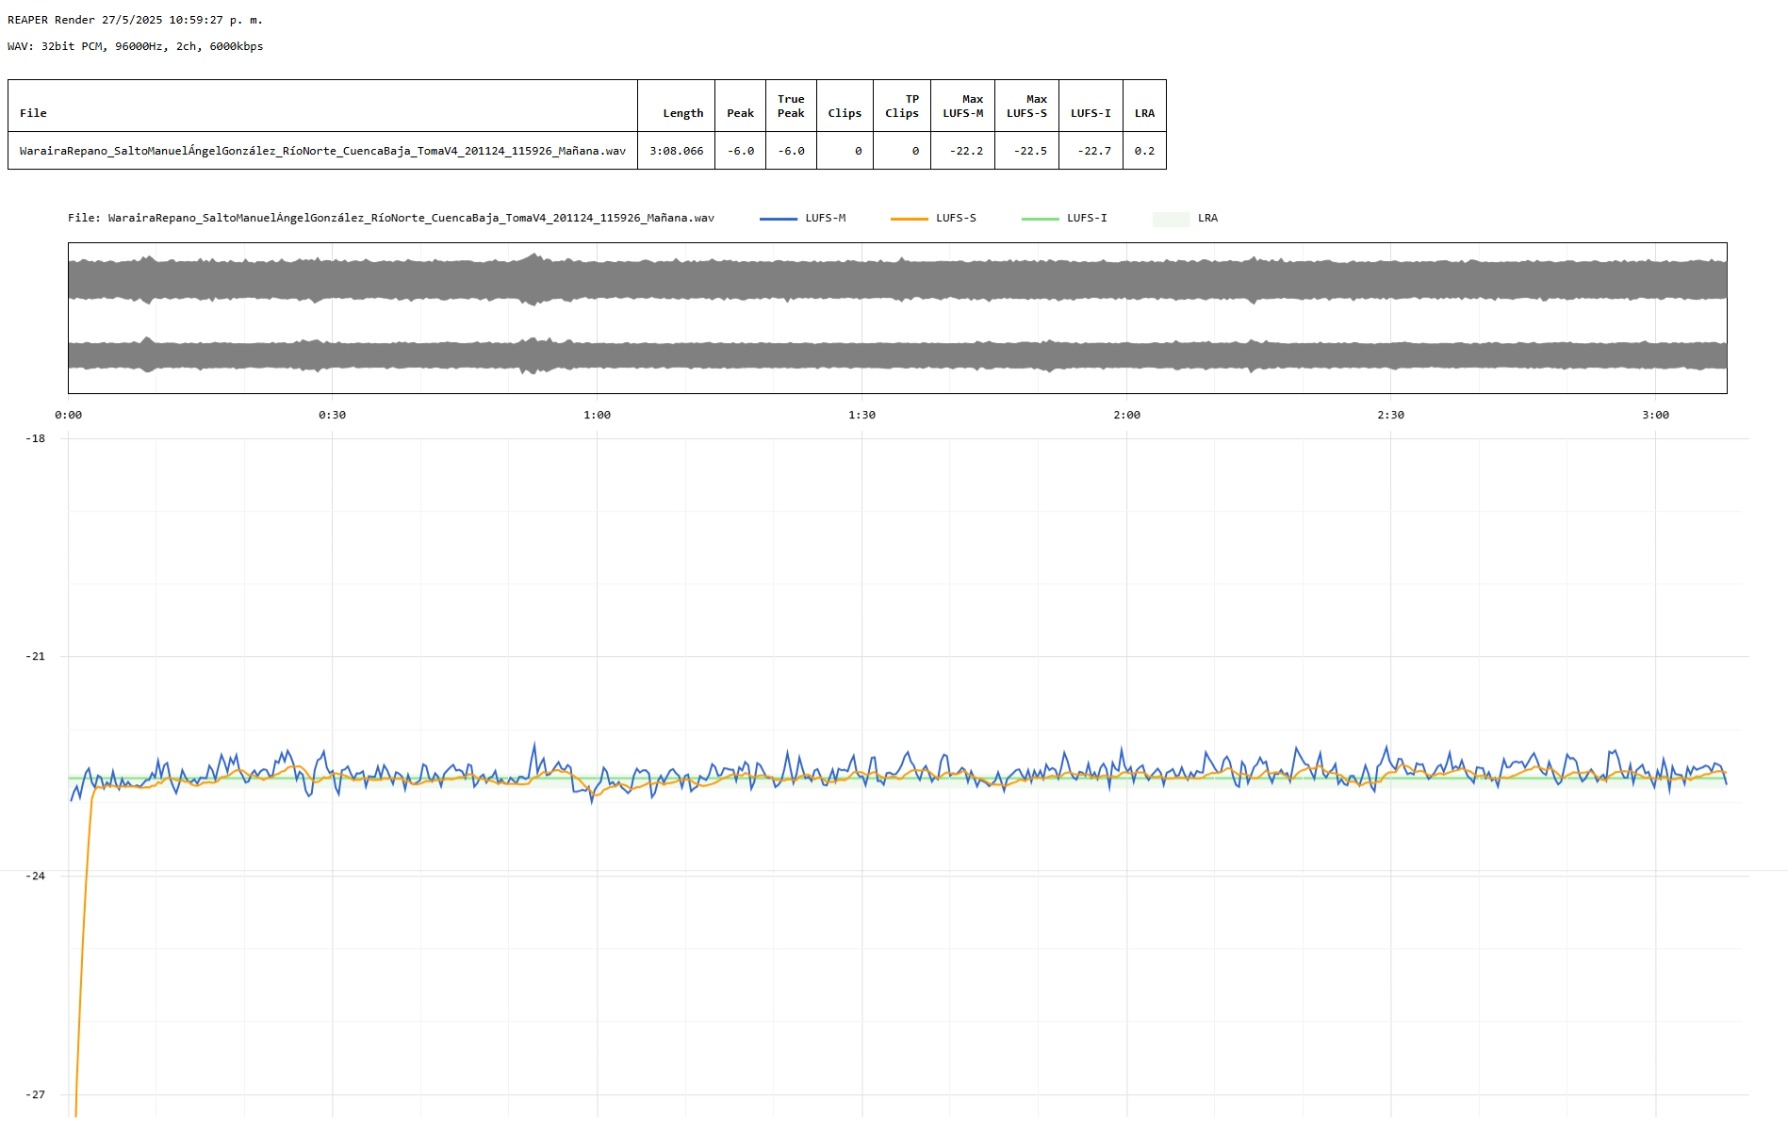 REAPER Render 27/5/2025 10:59:27 p. m.
WAV: 32bit PCM, 96000Hz, 2ch, 6000kbps
File Length Peak True Peak Clips TP Clips Max LUFS-M Max LUFS-S LUFS-I LRA
WarairaRepano_SaltoManuelÁngelGonzález_RíoNorte_CuencaBaja_TomaV4_201124_115926_Mañana.wav 3:08.066 -6.0 -6.0 0 0 -22.2 -22.5 -22.7 0.2
File: WarairaRepano_SaltoManuelÁngelGonzález_RíoNorte_CuencaBaja_TomaV4_201124_115926_Mañana.wav LUFS-M LUFS-S LUFS-I LRA
0:00 0:30 1:00 1:30 2:00 2:30 3:00
-18
-21
-24
-27